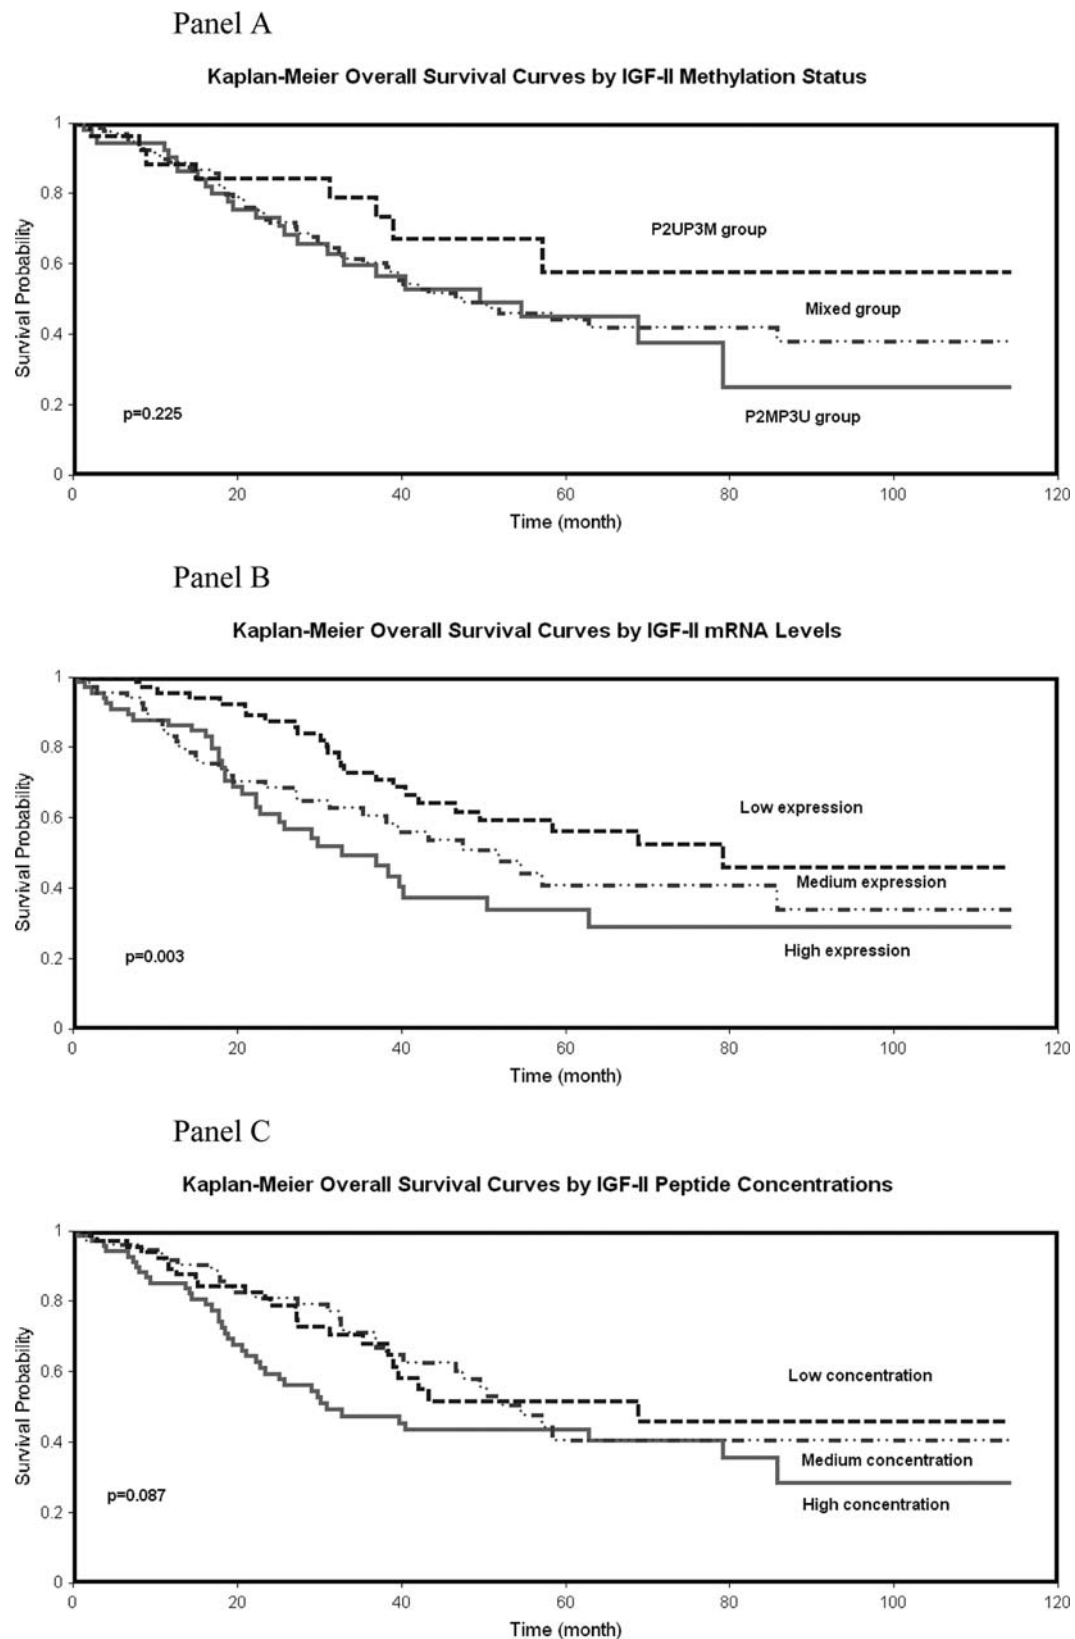 Panel A
Kaplan-Meier Overall Survival Curves by IGF-II Methylation Status
1
0.8
0.6
0.4
0.2
0
Survival Probability
P2UP3M group
Mixed group
P2MP3U group
p=0.225
0 20 40 60 80 100 120
Time (month)
Panel B
Kaplan-Meier Overall Survival Curves by IGF-II mRNA Levels
1
0.8
0.6
0.4
0.2
0
Survival Probability
Low expression
Medium expression
High expression
p=0.003
0 20 40 60 80 100 120
Time (month)
Panel C
Kaplan-Meier Overall Survival Curves by IGF-II Peptide Concentrations
1
0.8
0.6
0.4
0.2
0
Survival Probability
Low concentration
Medium concentration
High concentration
p=0.087
0 20 40 60 80 100 120
Time (month)